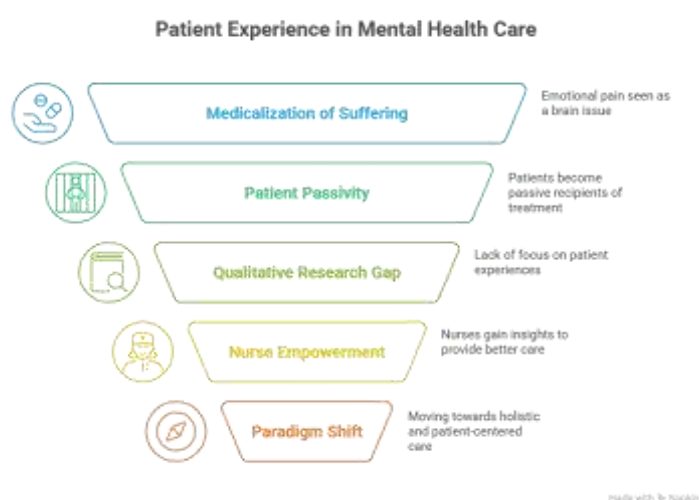 Patient Experience in Mental Health Care
Medicalization of Suffering
Emotional pain seen as
a brain issue
Patient Passivity
Patients become
passive recipients of
treatment
Qualitative Research Gap
Lack of focus on patient
experiences
Nurse Empowerment
Nurses gain insights to
provide better care
Paradigm Shift
Moving towards holistic
and patient-centered
care
Made with